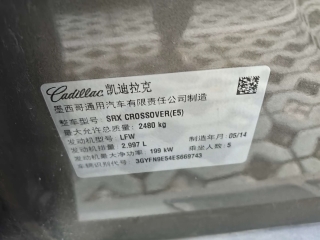 Cadillac 凯迪拉克
墨西哥通用汽车有限责任公司制造
整车型号: SRX CROSSOVER(E5)
最大允许总质量: 2480 kg
发动机型号: LFW 制造年月: 05/14
发动机排量: 2.997 L 乘坐人数: 5
发动机最大净功率: 199 kW
车辆识别代号: 3GYFN9E54ES669743